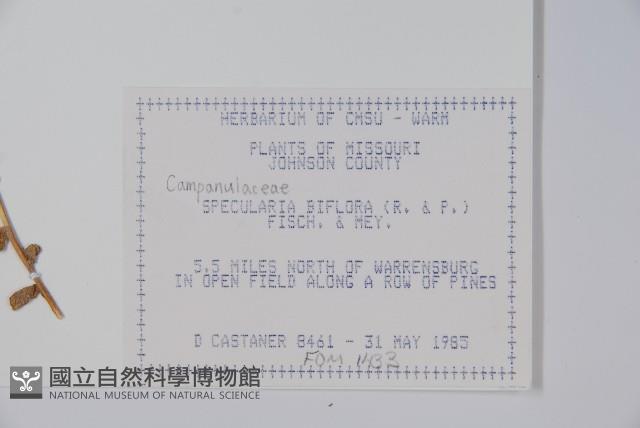 HERBARIUM OF CMSU - WARM
PLANTS OF MISSOURI
JOHNSON COUNTY
Campanulaceae
SPECULARIA BIFLORA (R. & P.)
FISCH. & MEY.
5.5 MILES NORTH OF WARRENSBURG
IN OPEN FIELD ALONG A ROW OF PINES
D CASTANER 8461 - 31 MAY 1985
國立自然科學博物館
NATIONAL MUSEUM OF NATURAL SCIENCE